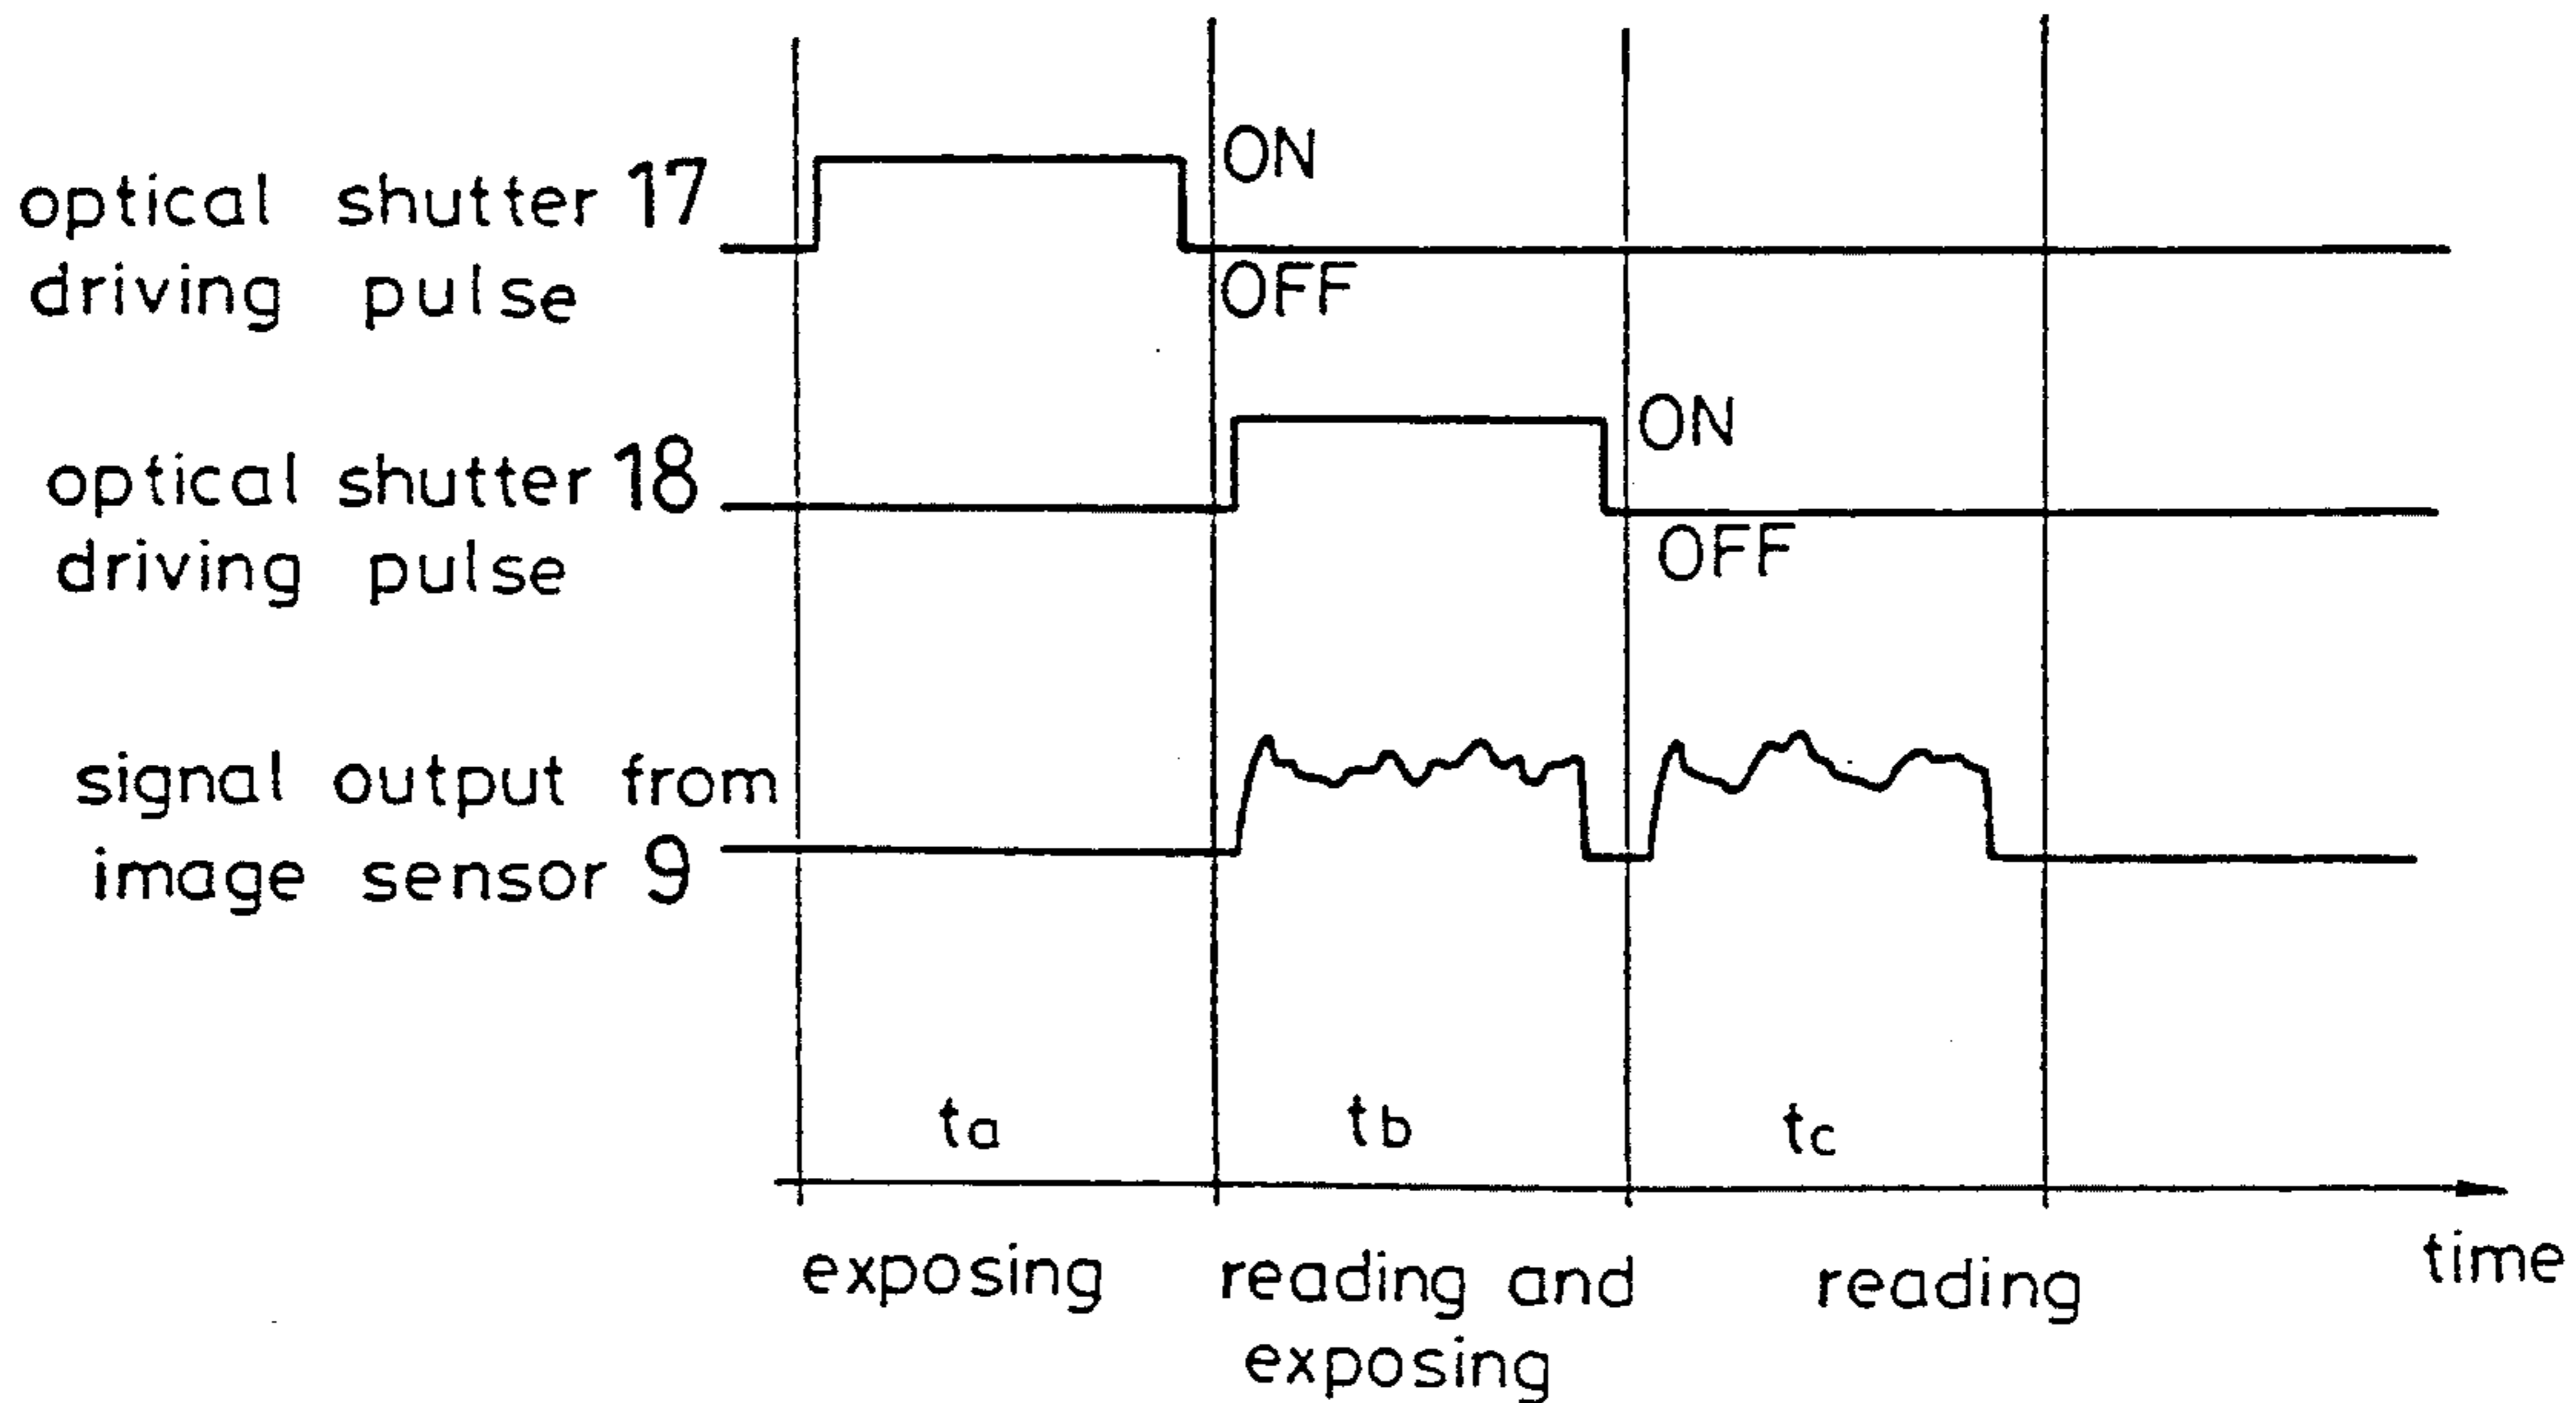 optical shutter 17
driving pulse
ON
OFF
optical shutter 18
driving pulse
ON
OFF
signal output from
image sensor 9
ta
tb
tc
time
exposing
reading and
exposing
reading